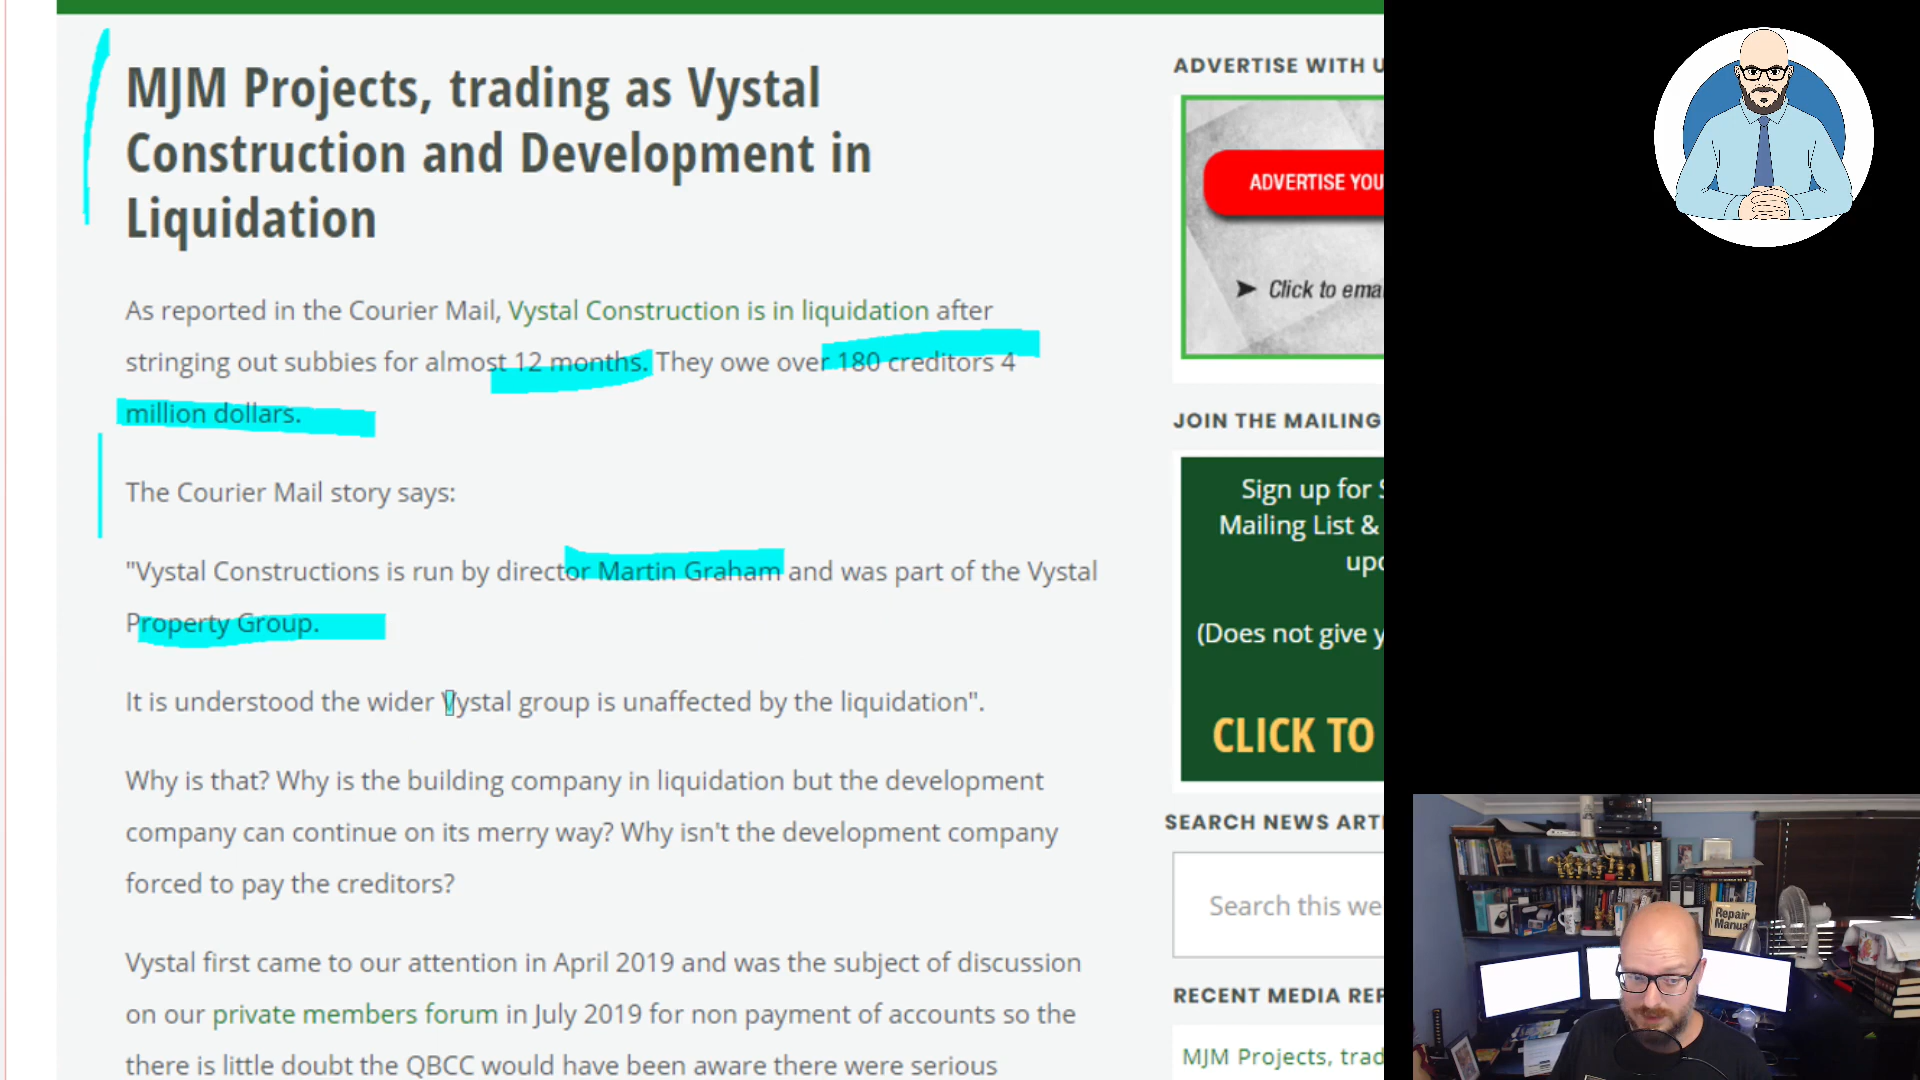 MJM Projects, trading as Vystal
Construction and Development in
Liquidation
As reported in the Courier Mail, Vystal Construction is in liquidation after
stringing out subbies for almost 12 months. They owe over 180 creditors 4
million dollars.
The Courier Mail story says:
"Vystal Constructions is run by director Martin Graham and was part of the Vystal
Property Group.
It is understood the wider Vystal group is unaffected by the liquidation".
Why is that? Why is the building company in liquidation but the development
company can continue on its merry way? Why isn't the development company
forced to pay the creditors?
Vystal first came to our attention in April 2019 and was the subject of discussion
on our private members forum in July 2019 for non payment of accounts so the
there is little doubt the QBCC would have been aware there were serious
ADVERTISE WITH U
ADVERTISE YOU
➤ Click to ema
JOIN THE MAILING
Sign up for S
Mailing List &
upd
(Does not give y
CLICK TO
SEARCH NEWS ART
Search this we
RECENT MEDIA REP
MJM Projects, trad
Repair
Manua